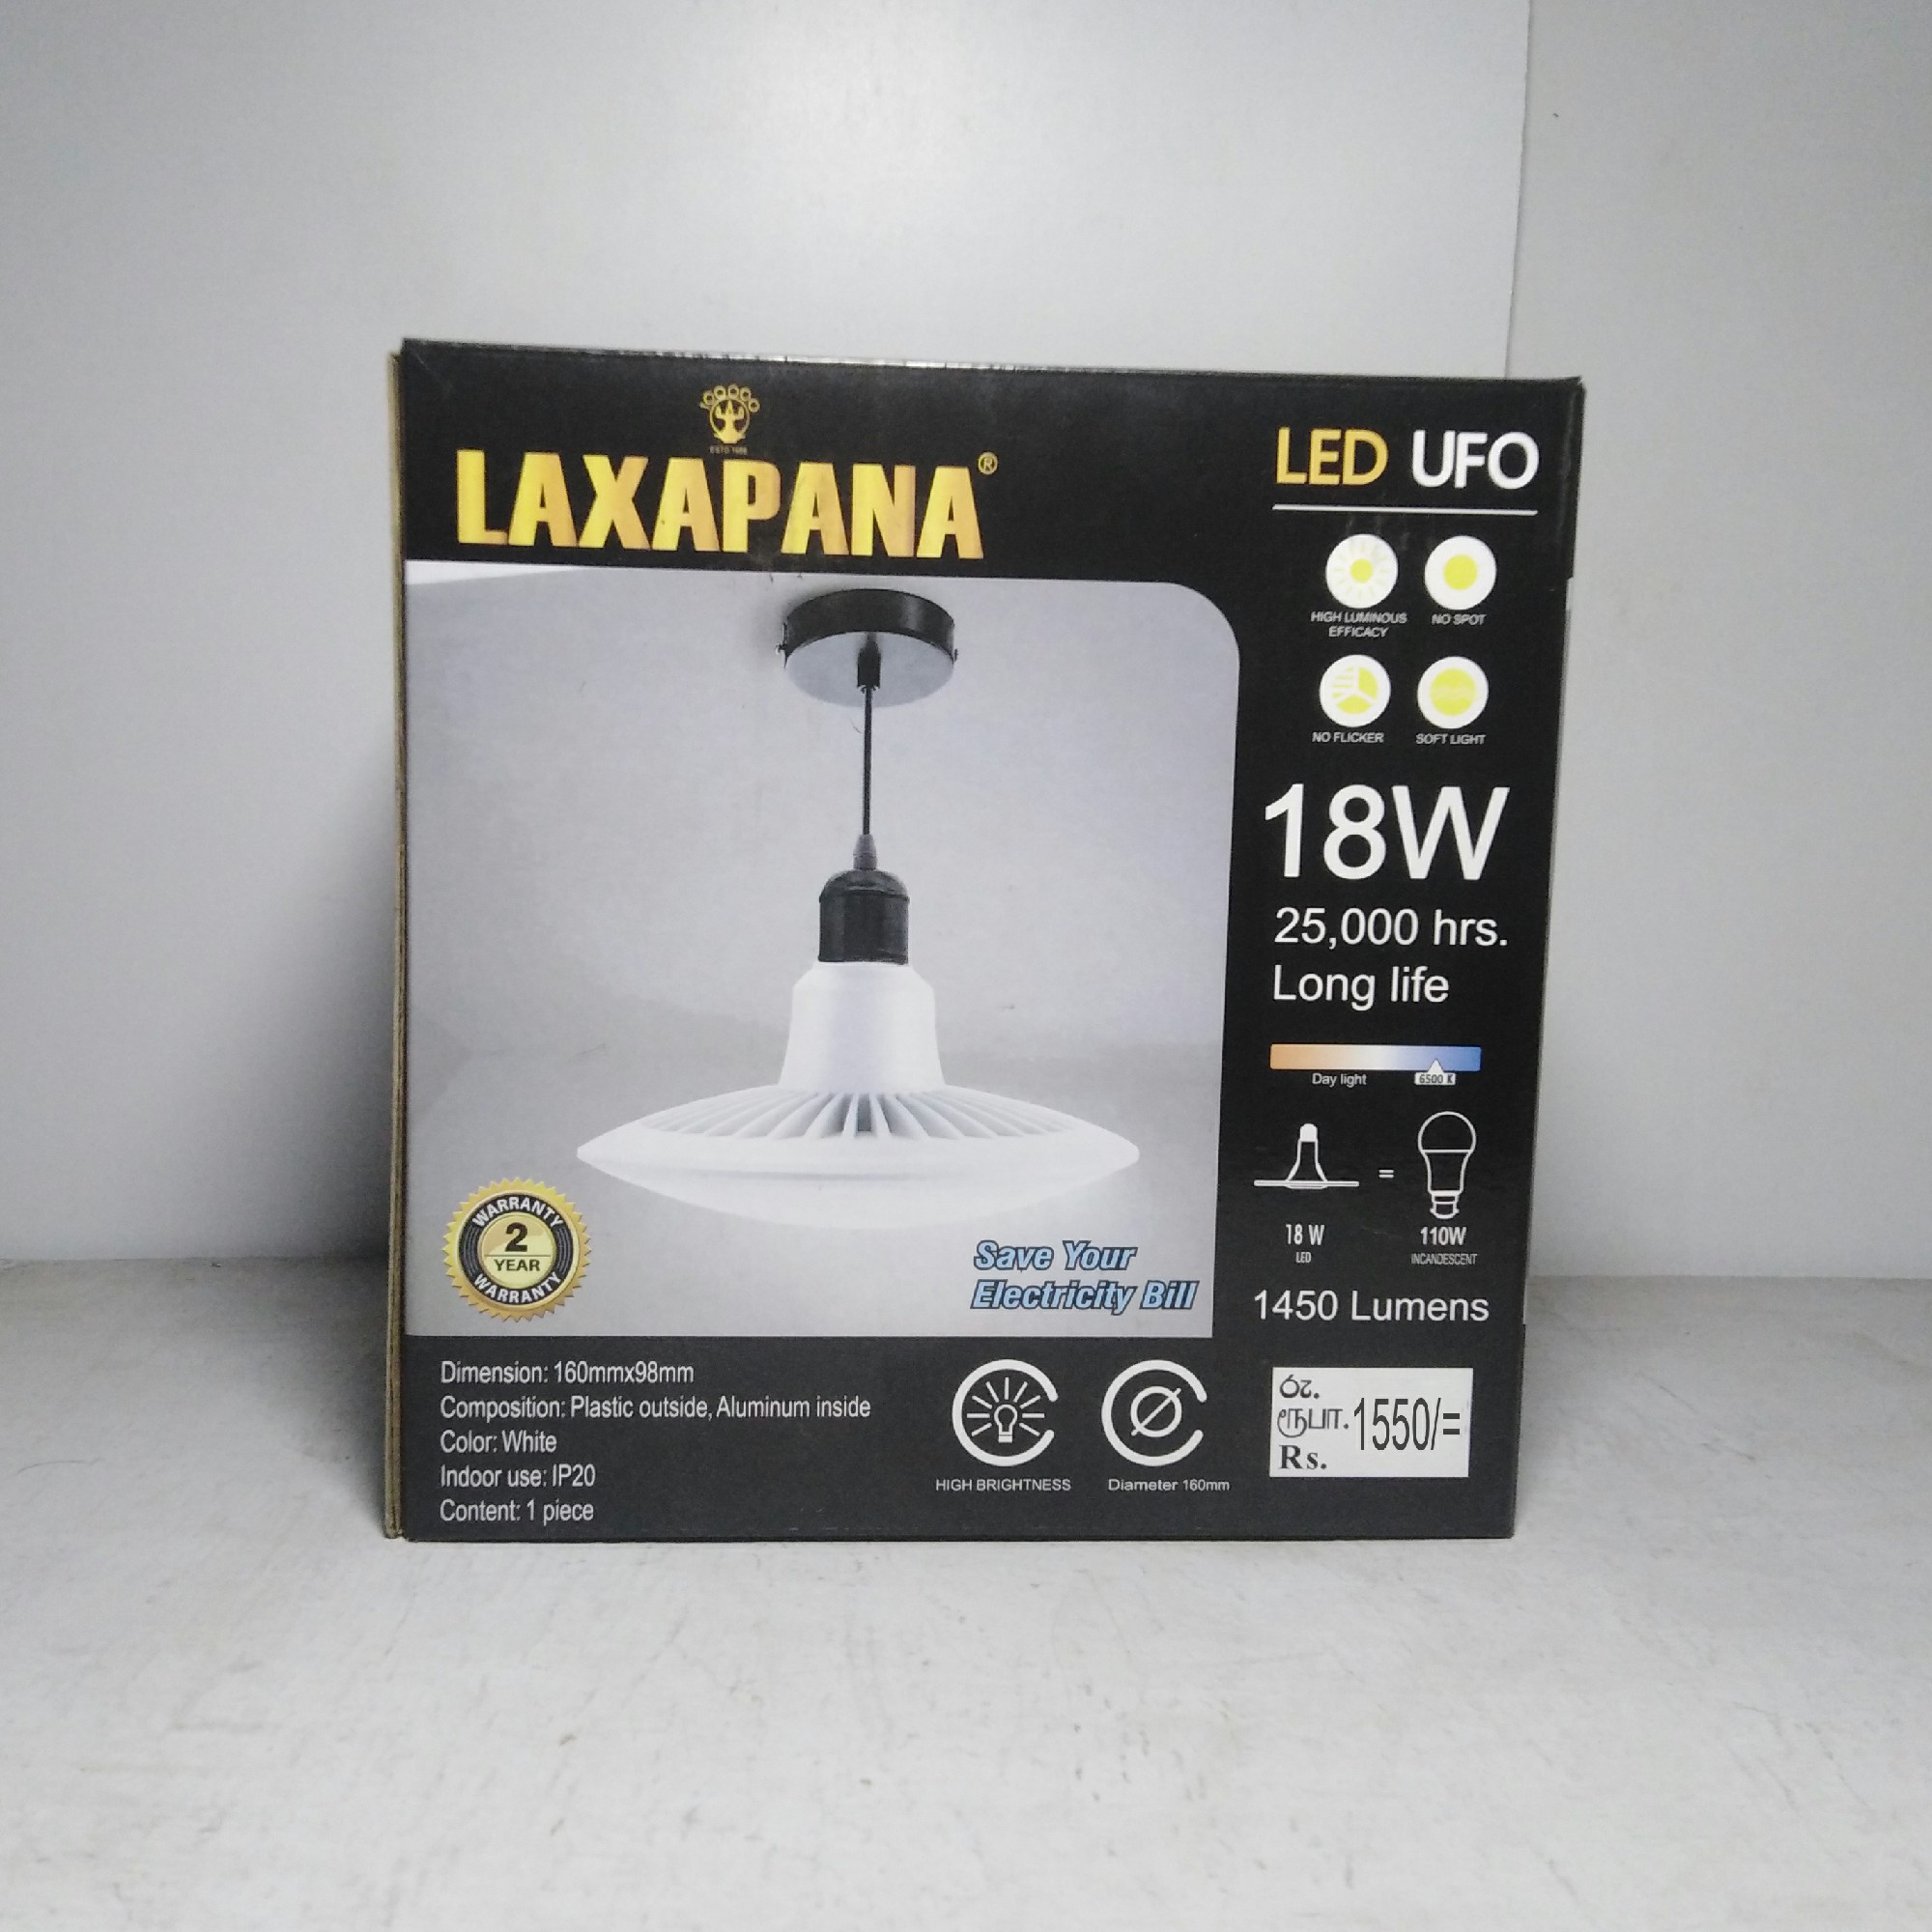 ESTD 1958
LAXAPANA®
LED UFO
HIGH LUMINOUS
EFFICACY
NO SPOT
NO FLICKER
SOFT LIGHT
18W
25,000 hrs.
Long life
Day light
6500 K
=
18 W
LED
110W
INCANDESCENT
1450 Lumens
WARRANTY
2
YEAR
WARRANTY
Save Your
Electricity Bill
Dimension: 160mmx98mm
Composition: Plastic outside, Aluminum inside
Color: White
Indoor use: IP20
Content: 1 piece
HIGH BRIGHTNESS
Diameter 160mm
රු.
ரூபா. 1550/=
Rs.